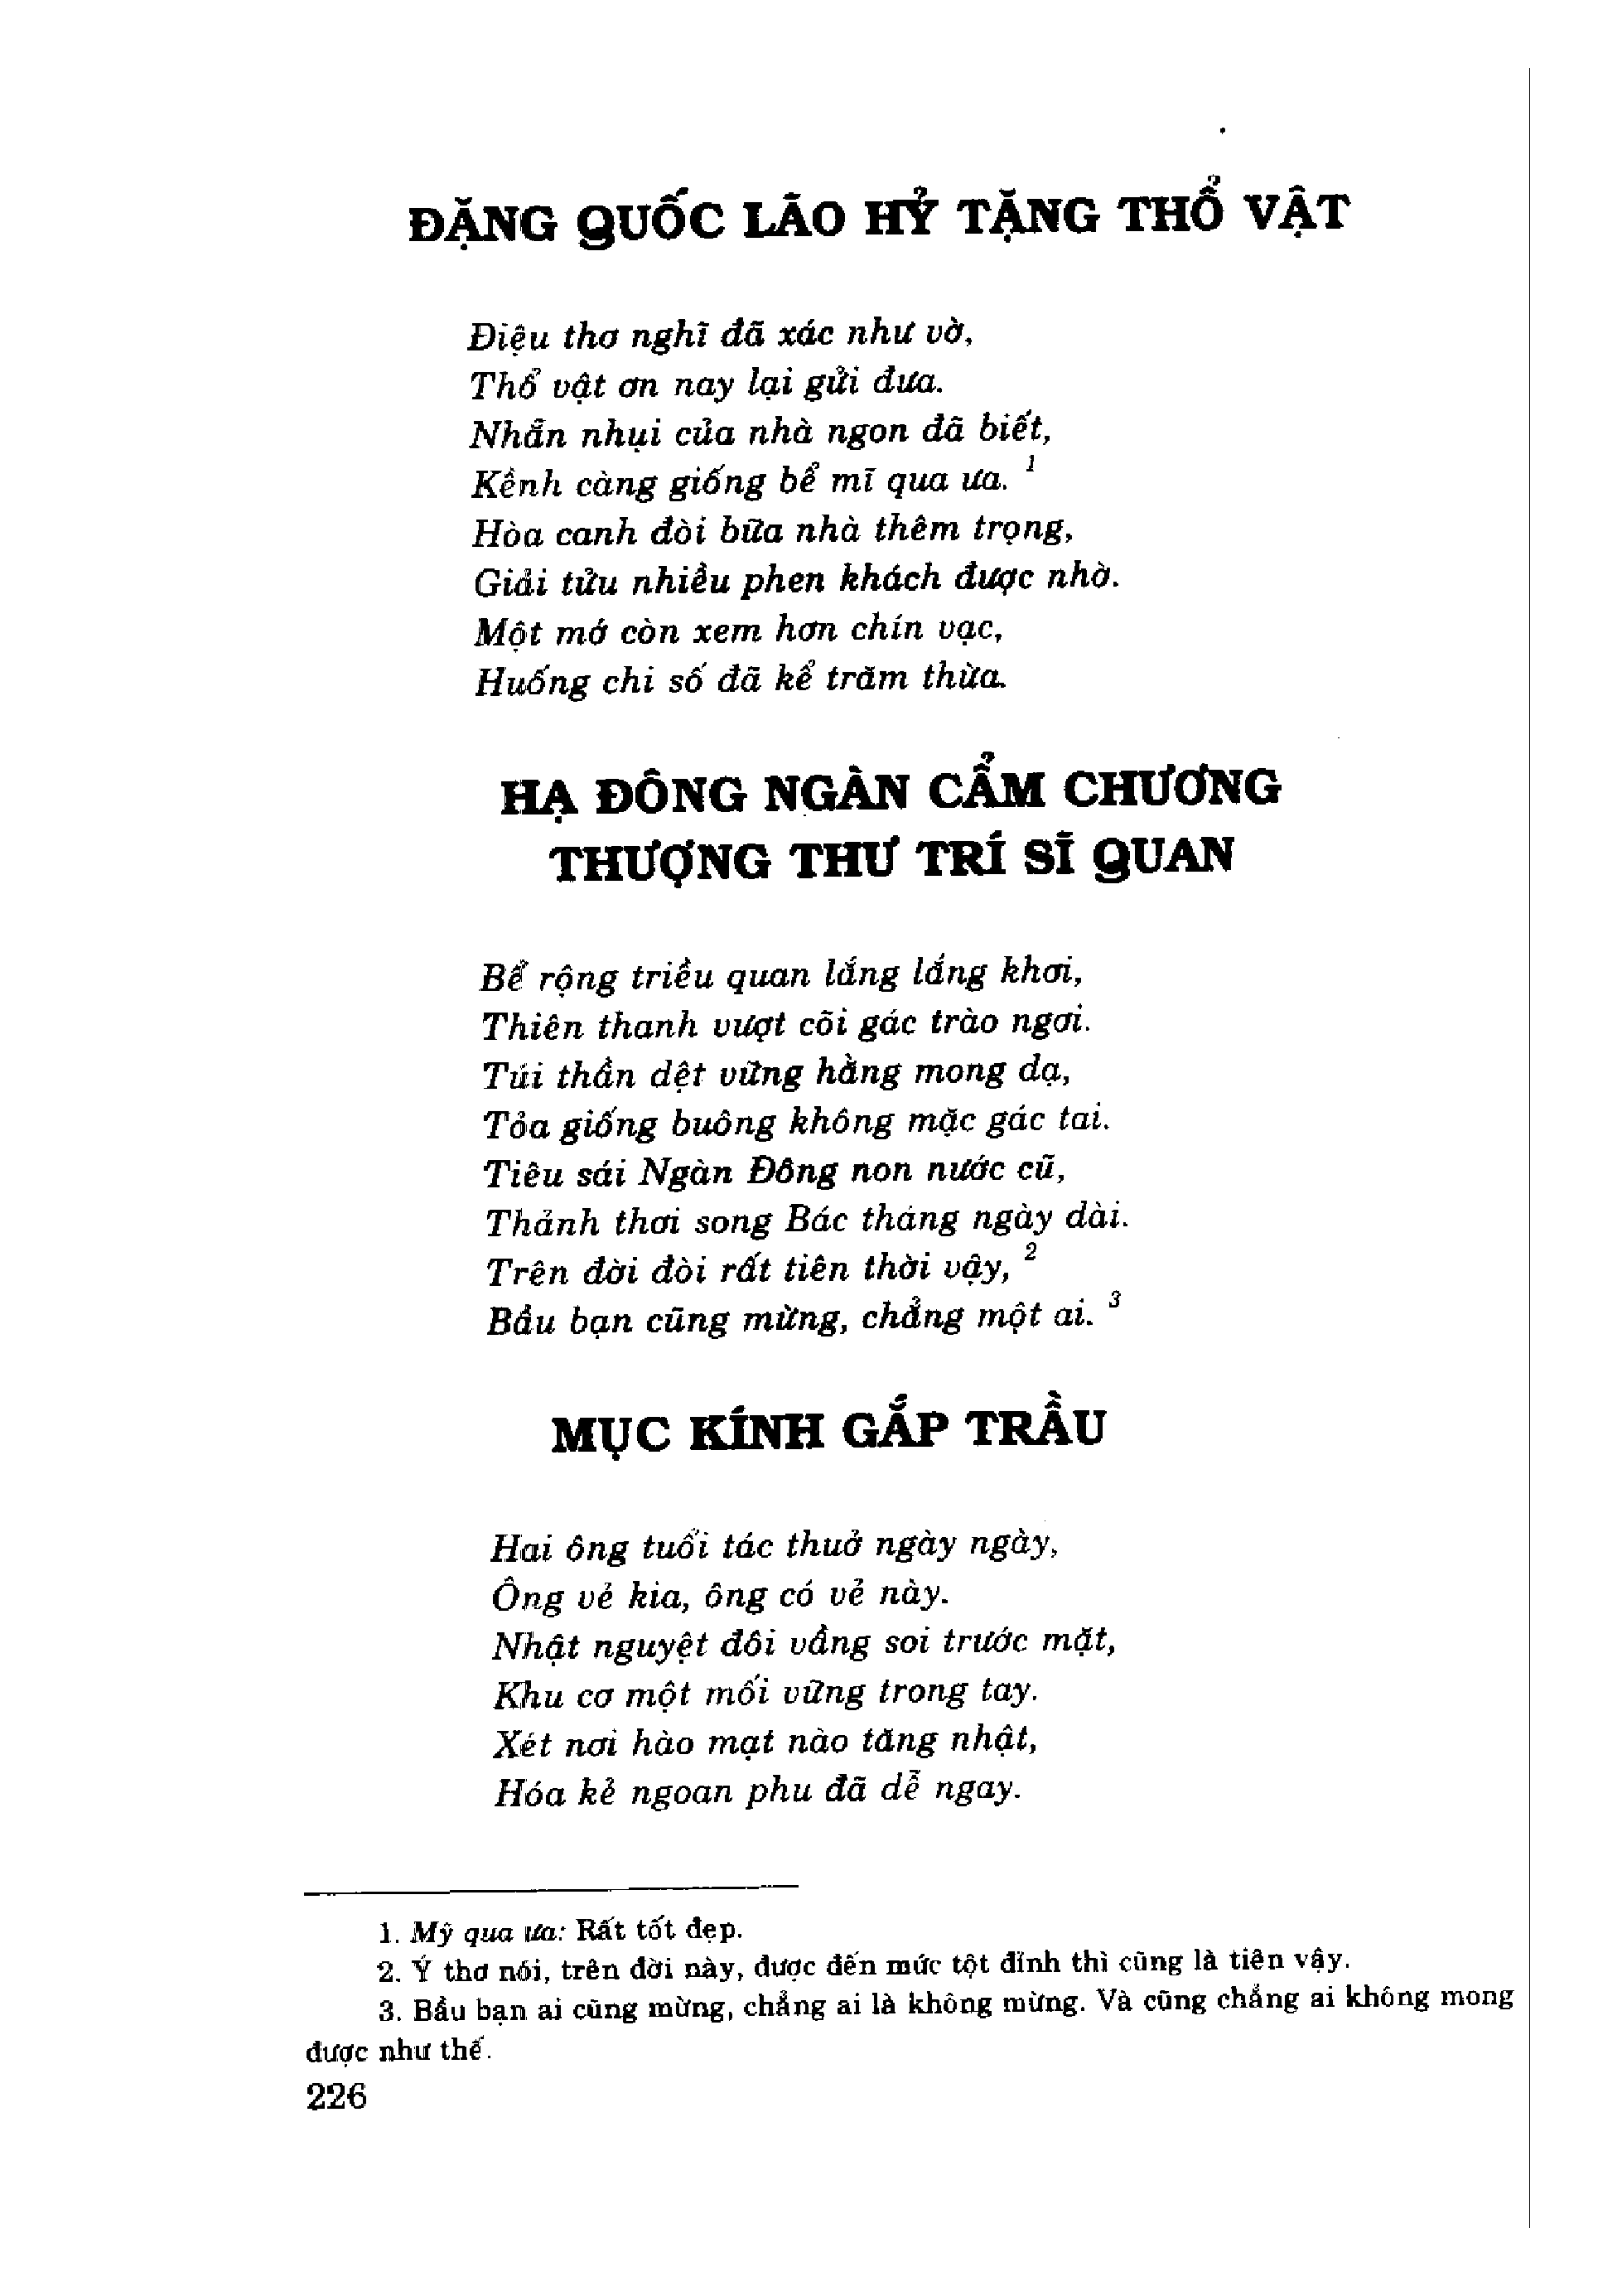 ĐẶNG QUỐC LÃO HỶ TẶNG THỔ VẬT
Điệu thơ nghĩ đã xác như vờ,
Thổ vật ơn nay lại gửi đưa.
Nhẵn nhụi của nhà ngon đã biết,
Kềnh càng giống bể mĩ qua ưa. 1
Hòa canh đòi bữa nhà thêm trọng,
Giải tửu nhiều phen khách được nhờ.
Một mớ còn xem hơn chín vạc,
Huống chi số đã kể trăm thừa.
HẠ ĐÔNG NGÀN CẨM CHƯƠNG
THƯỢNG THƯ TRÍ SĨ QUAN
Bể rộng triều quan lắng lắng khơi,
Thiên thanh vượt cõi gác trào ngơi.
Túi thần dệt vững hằng mong dạ,
Tỏa giống buông không mặc gác tai.
Tiêu sái Ngàn Đông non nước cũ,
Thảnh thơi song Bác tháng ngày dài.
Trên đời đòi rất tiên thời vậy, 2
Bầu bạn cũng mừng, chẳng một ai. 3
MỤC KÍNH GẮP TRẦU
Hai ông tuổi tác thuở ngày ngày,
Ông vẻ kia, ông có vẻ này.
Nhật nguyệt đôi vầng soi trước mặt,
Khu cơ một mối vững trong tay.
Xét nơi hào mạt nào tăng nhật,
Hóa kẻ ngoan phu đã dễ ngay.
1. Mỹ qua ưa: Rất tốt đẹp.
2. Ý thơ nói, trên đời này, được đến mức tột đỉnh thì cũng là tiên vậy.
3. Bầu bạn ai cũng mừng, chẳng ai là không mừng. Và cũng chẳng ai không mong
được như thế.
226